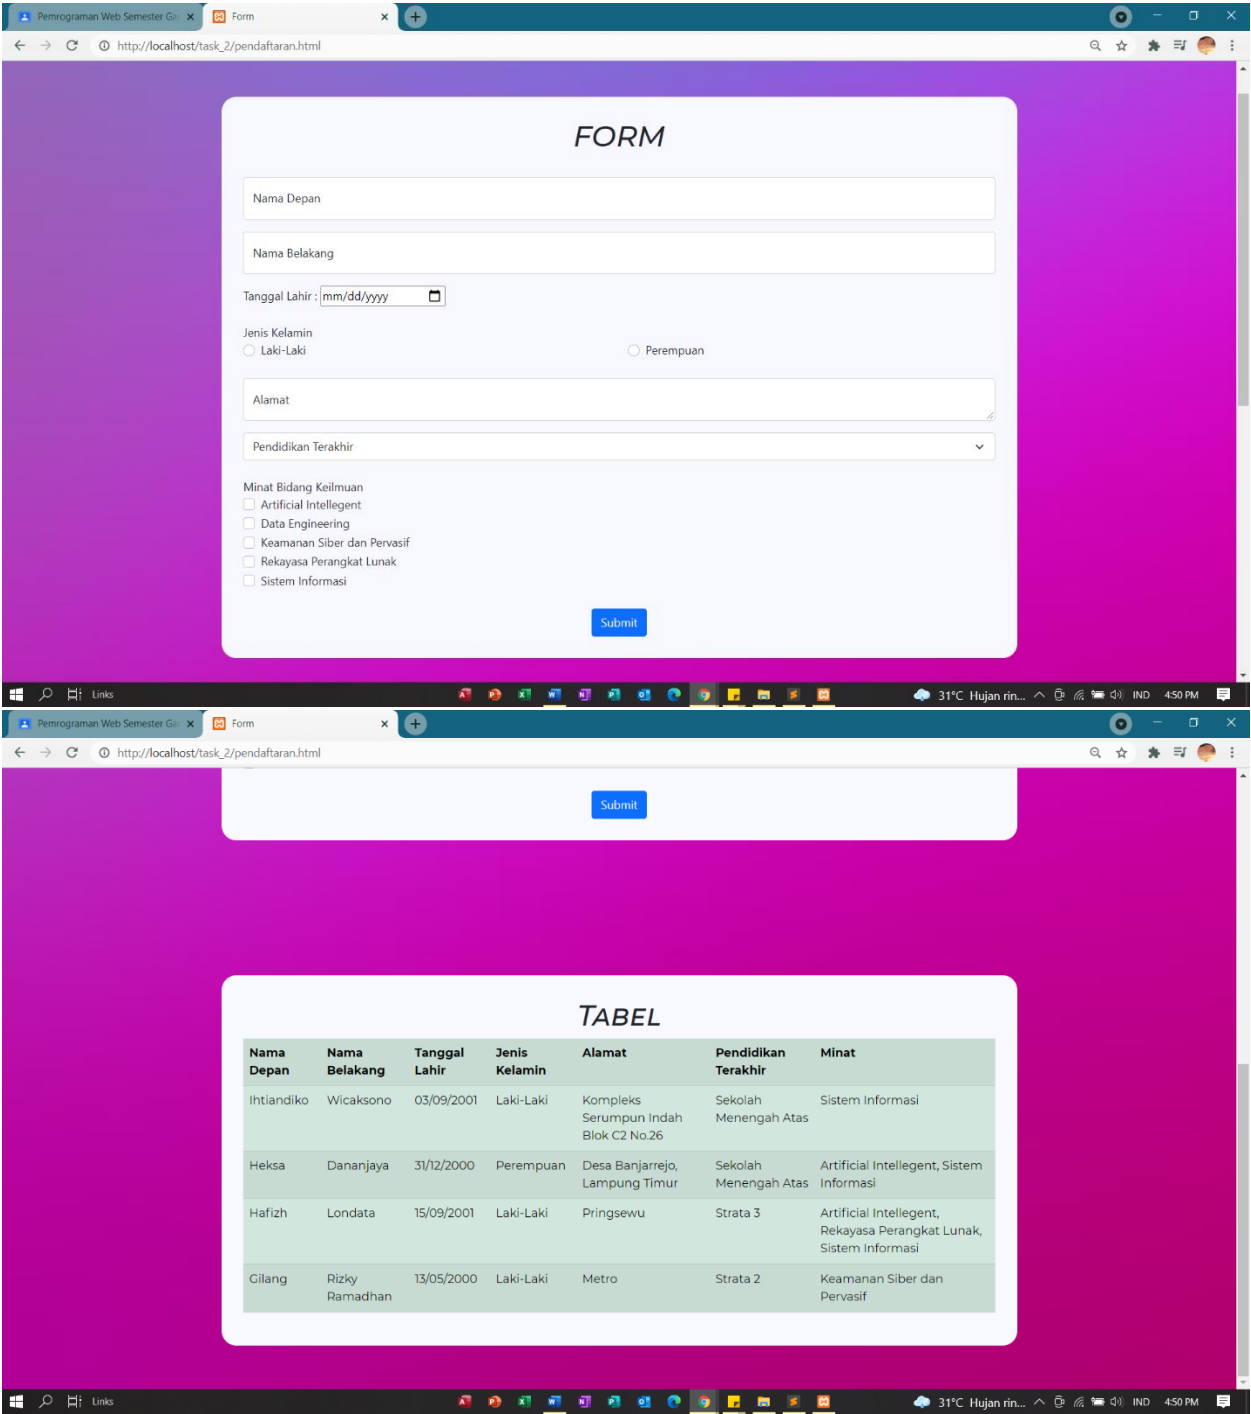 Pemrograman Web Semester Ga
Form
http://localhost/task_2/pendaftaran.html
FORM
Nama Depan
Nama Belakang
Tanggal Lahir : mm/dd/yyyy
Jenis Kelamin
Laki-Laki
Perempuan
Alamat
Pendidikan Terakhir
Minat Bidang Keilmuan
Artificial Intellegent
Data Engineering
Keamanan Siber dan Pervasif
Rekayasa Perangkat Lunak
Sistem Informasi
Submit
Links
31°C Hujan rin... IND 4:50 PM
Pemrograman Web Semester Ga
Form
http://localhost/task_2/pendaftaran.html
Submit
TABEL
Nama Depan Nama Belakang Tanggal Lahir Jenis Kelamin Alamat Pendidikan Terakhir Minat
Ihtiandiko Wicaksono 03/09/2001 Laki-Laki Kompleks Serumpun Indah Blok C2 No.26 Sekolah Menengah Atas Sistem Informasi
Heksa Dananjaya 31/12/2000 Perempuan Desa Banjarrejo, Lampung Timur Sekolah Menengah Atas Artificial Intellegent, Sistem Informasi
Hafizh Londata 15/09/2001 Laki-Laki Pringsewu Strata 3 Artificial Intellegent, Rekayasa Perangkat Lunak, Sistem Informasi
Gilang Rizky Ramadhan 13/05/2000 Laki-Laki Metro Strata 2 Keamanan Siber dan Pervasif
Links
31°C Hujan rin... IND 4:50 PM